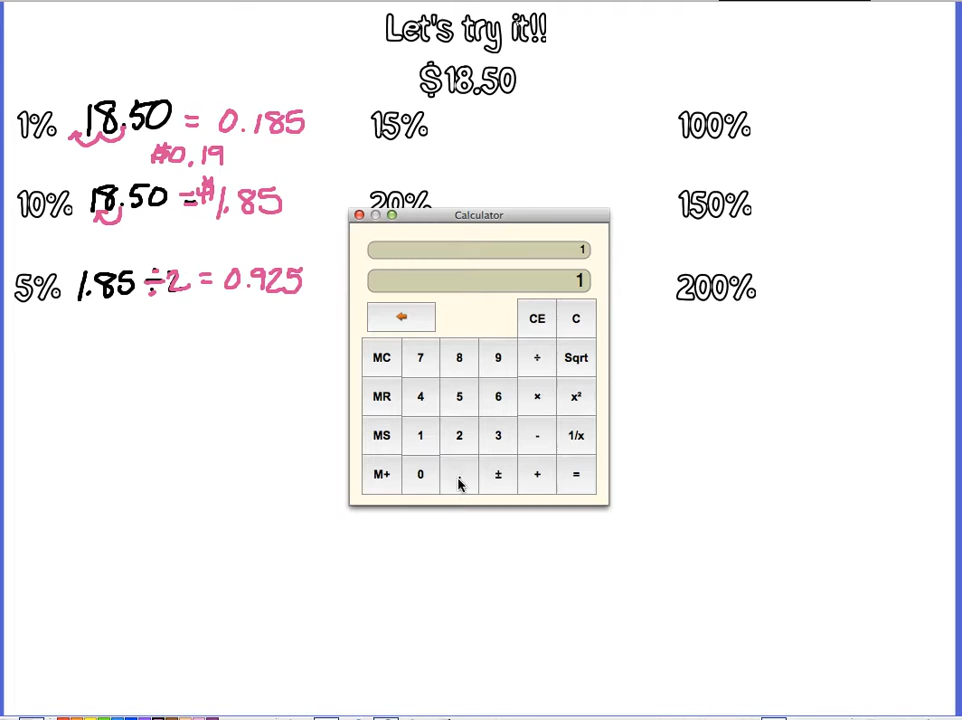 Let's try it!!
$18.50
1% 18.50 = 0.185
$0.19
15%
100%
10% 18.50 = $1.85
20%
150%
5% 1.85 ÷ 2 = 0.925
200%
Calculator
1
1
CE C
MC 7 8 9 ÷ Sqrt
MR 4 5 6 × x²
MS 1 2 3 - 1/x
M+ 0 . ± + =